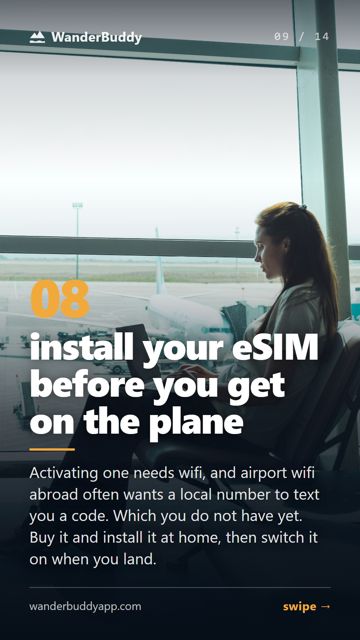 WanderBuddy
09 / 14
08
install your eSIM
before you get
on the plane
Activating one needs wifi, and airport wifi
abroad often wants a local number to text
you a code. Which you do not have yet.
Buy it and install it at home, then switch it
on when you land.
wanderbuddyapp.com
swipe →